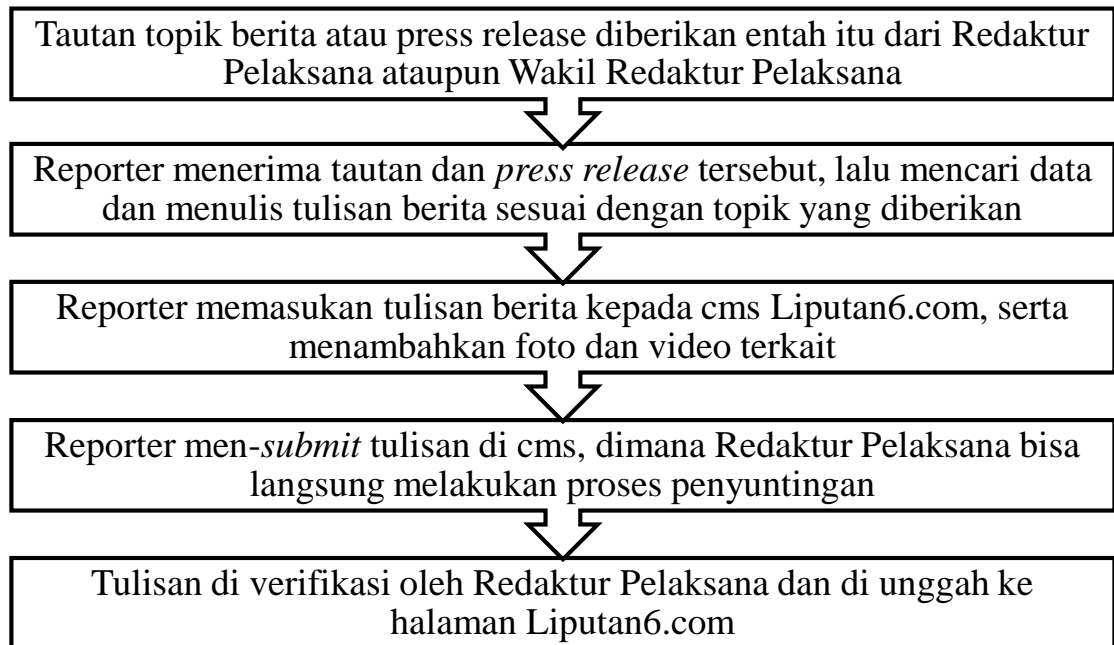 Tautan topik berita atau press release diberikan entah itu dari Redaktur
Pelaksana ataupun Wakil Redaktur Pelaksana
Reporter menerima tautan dan press release tersebut, lalu mencari data
dan menulis tulisan berita sesuai dengan topik yang diberikan
Reporter memasukan tulisan berita kepada cms Liputan6.com, serta
menambahkan foto dan video terkait
Reporter men-submit tulisan di cms, dimana Redaktur Pelaksana bisa
langsung melakukan proses penyuntingan
Tulisan di verifikasi oleh Redaktur Pelaksana dan di unggah ke
halaman Liputan6.com